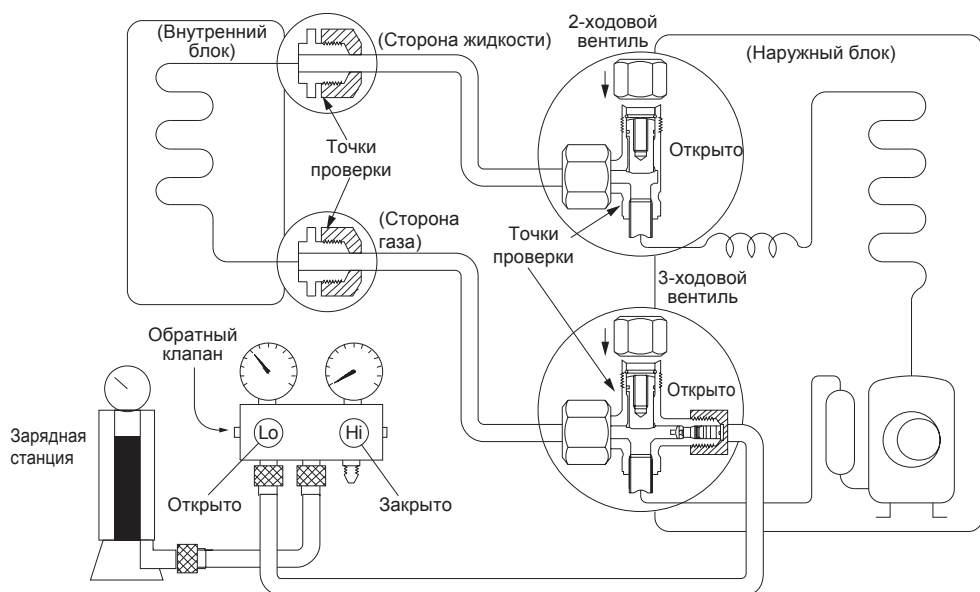 (Внутренний
блок)
(Сторона жидкости)
2-ходовой
вентиль
(Наружный блок)
Открыто
Точки
проверки
(Сторона
газа)
Точки
проверки
3-ходовой
вентиль
Обратный
клапан
Открыто
Зарядная
станция
Lo
Hi
Открыто
Закрыто